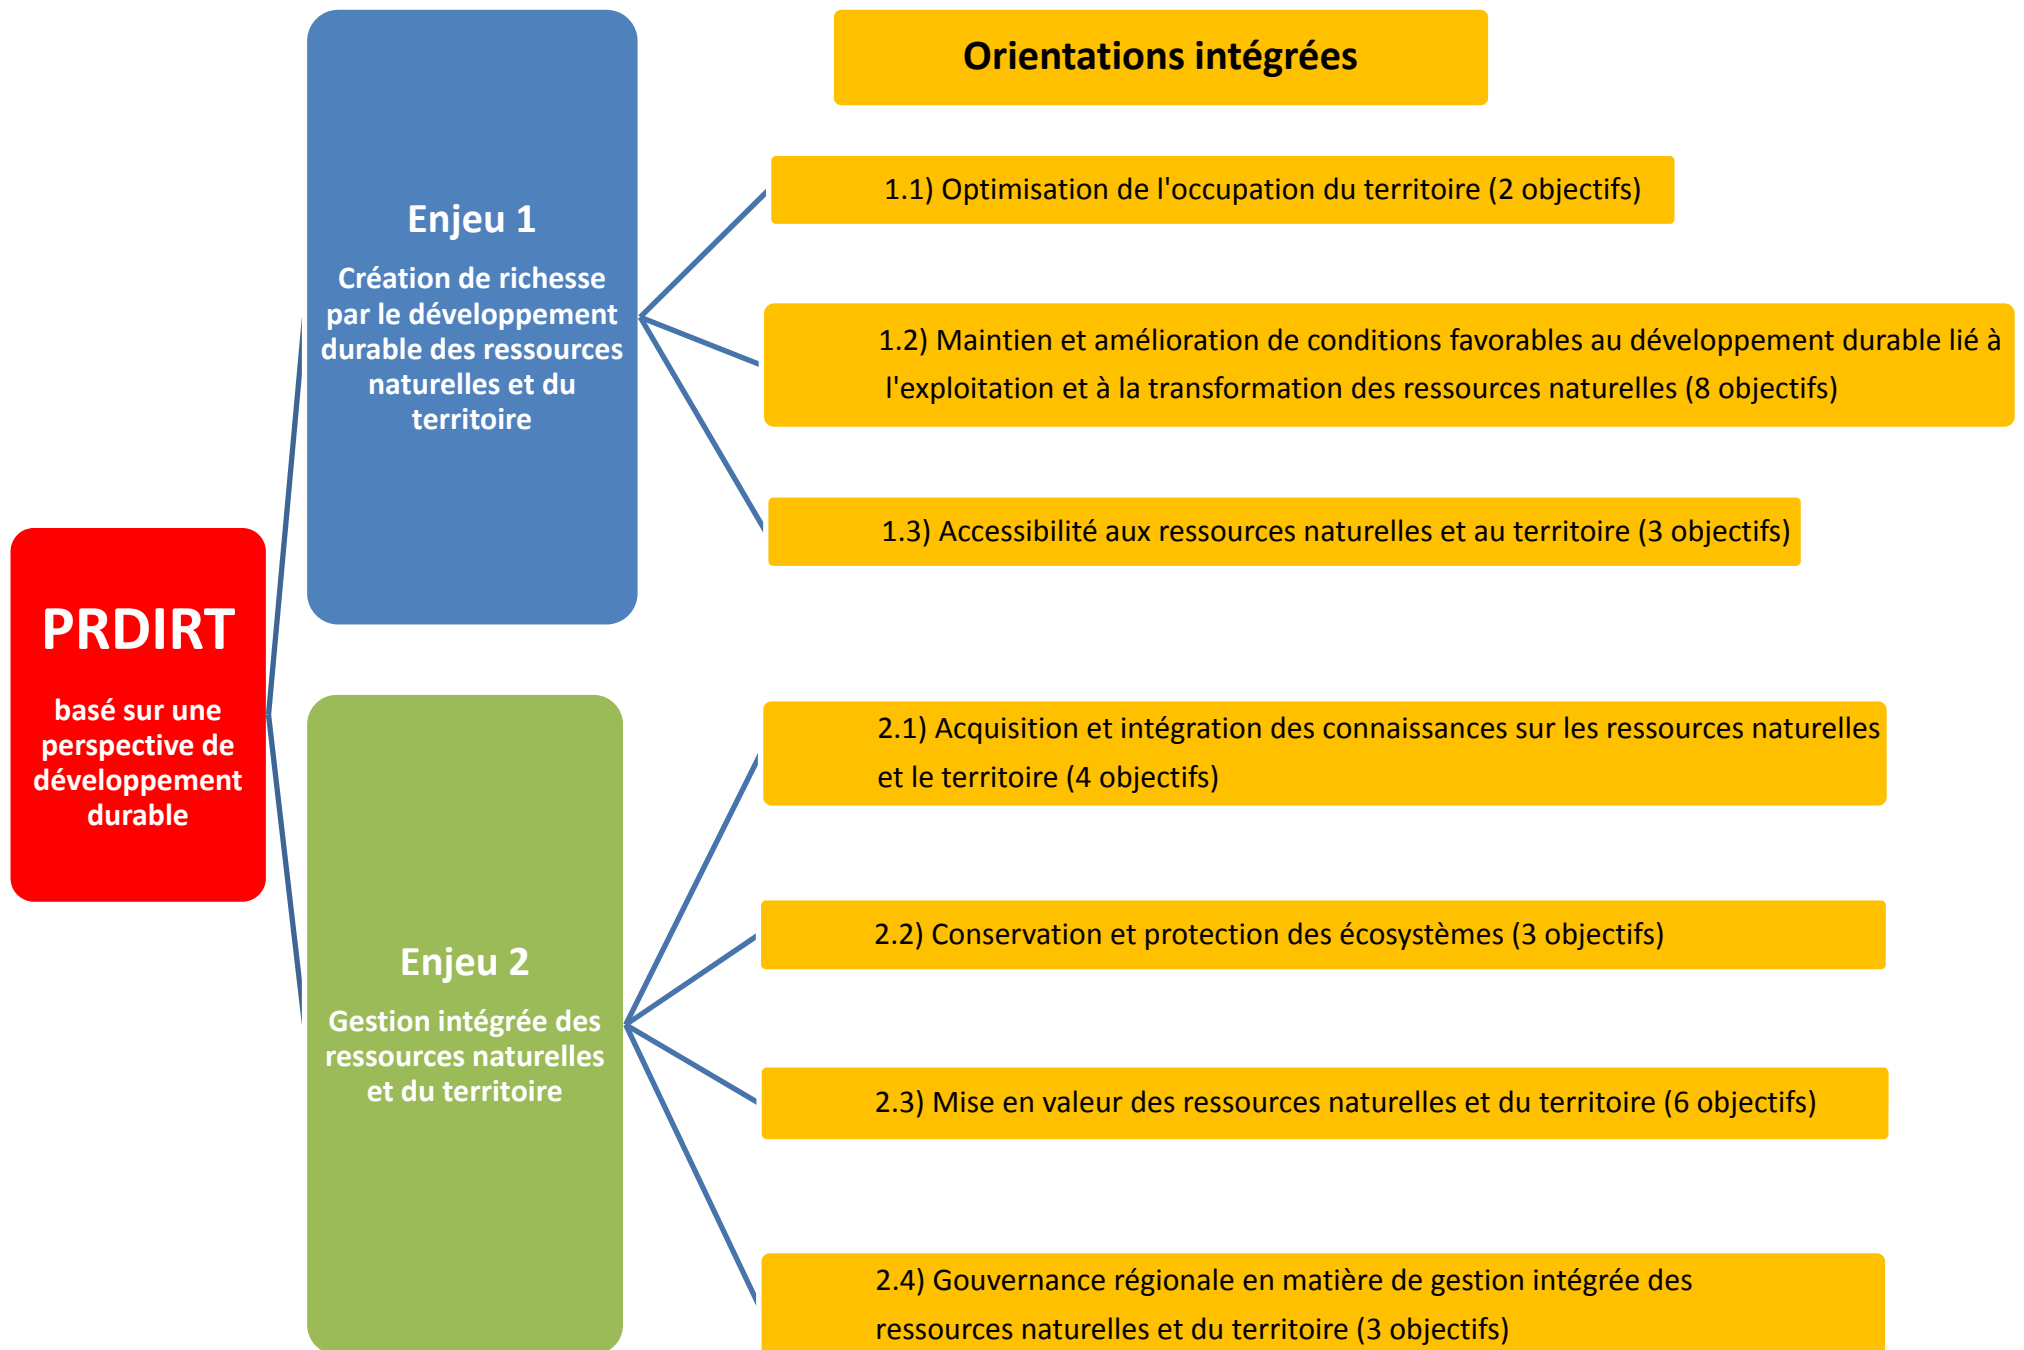 Orientations intégrées
PRDIRT
basé sur une
perspective de
développement
durable
Enjeu 1
Création de richesse
par le développement
durable des ressources
naturelles et du
territoire
1.1) Optimisation de l'occupation du territoire (2 objectifs)
1.2) Maintien et amélioration de conditions favorables au développement durable lié à
l'exploitation et à la transformation des ressources naturelles (8 objectifs)
1.3) Accessibilité aux ressources naturelles et au territoire (3 objectifs)
Enjeu 2
Gestion intégrée des
ressources naturelles
et du territoire
2.1) Acquisition et intégration des connaissances sur les ressources naturelles
et le territoire (4 objectifs)
2.2) Conservation et protection des écosystèmes (3 objectifs)
2.3) Mise en valeur des ressources naturelles et du territoire (6 objectifs)
2.4) Gouvernance régionale en matière de gestion intégrée des
ressources naturelles et du territoire (3 objectifs)